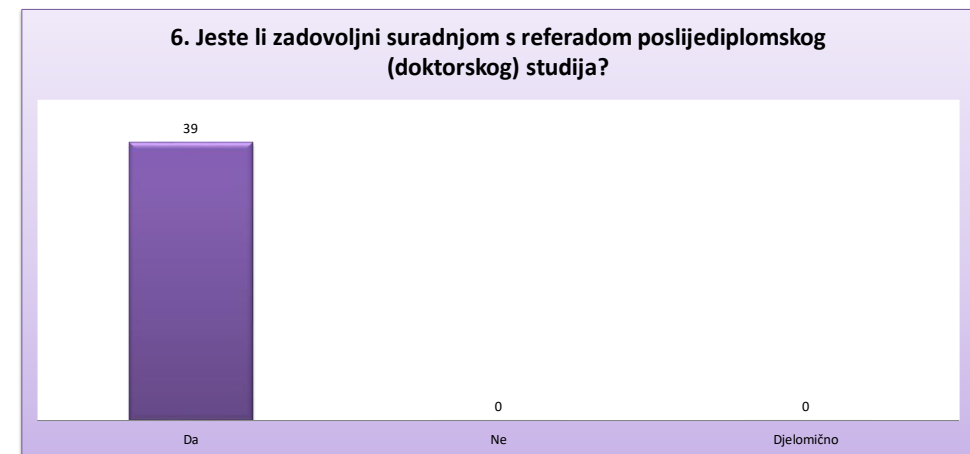 6. Jeste li zadovoljni suradnjom s referadom poslijediplomskog
(doktorskog) studija?
39
0
0
Da
Ne
Djelomično